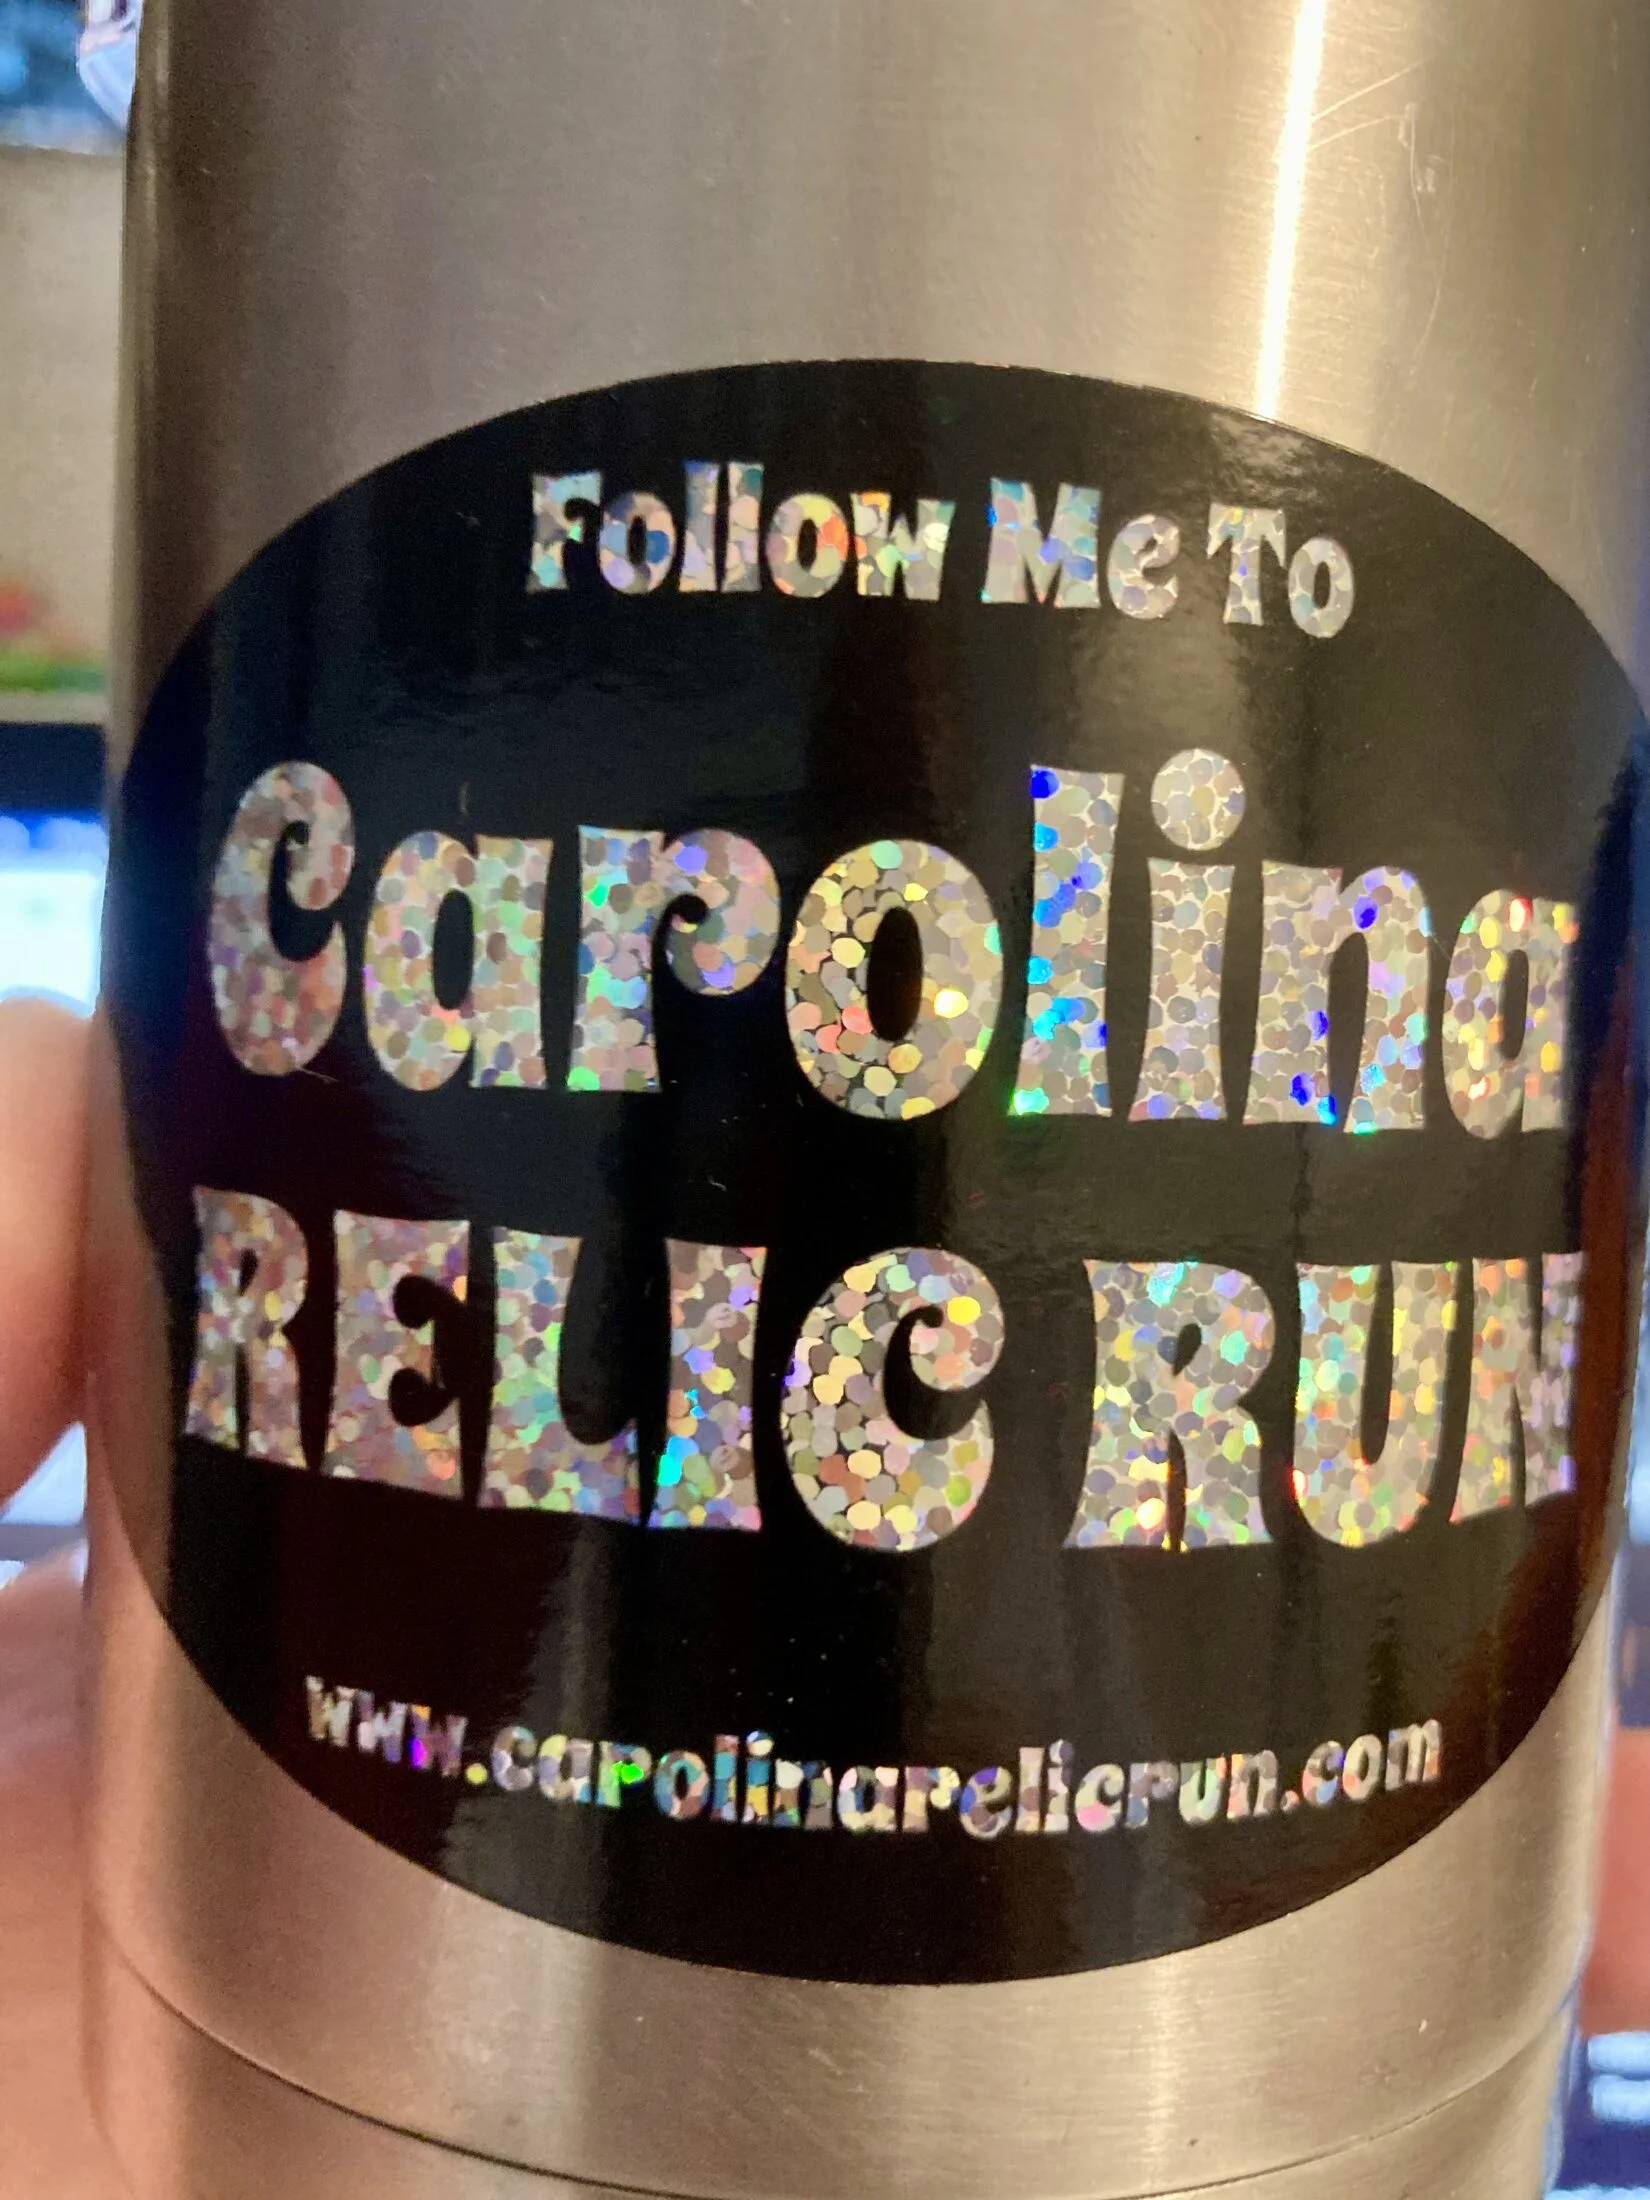 Follow Me To
Carolina
RELIC RUN
www.carolinarelicrun.com